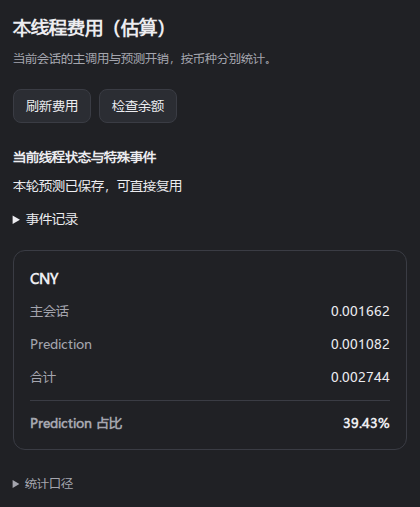 本线程费用（估算）
当前会话的主调用与预测开销，按币种分别统计。
刷新费用 检查余额
当前线程状态与特殊事件
本轮预测已保存，可直接复用
▶ 事件记录
CNY
主会话 0.001662
Prediction 0.001082
合计 0.002744
Prediction 占比 39.43%
▶ 统计口径